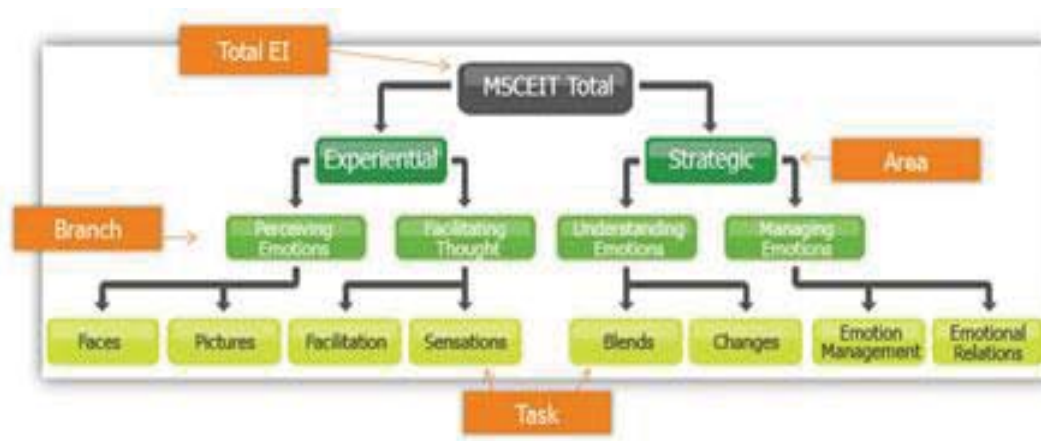 Total EI
MSCEIT Total
Experiential
Strategic
Area
Branch
Perceiving
Emotions
Facilitating
Thought
Understanding
Emotions
Managing
Emotions
Faces
Pictures
Facilitation
Sensations
Blends
Changes
Emotion
Management
Emotional
Relations
Task